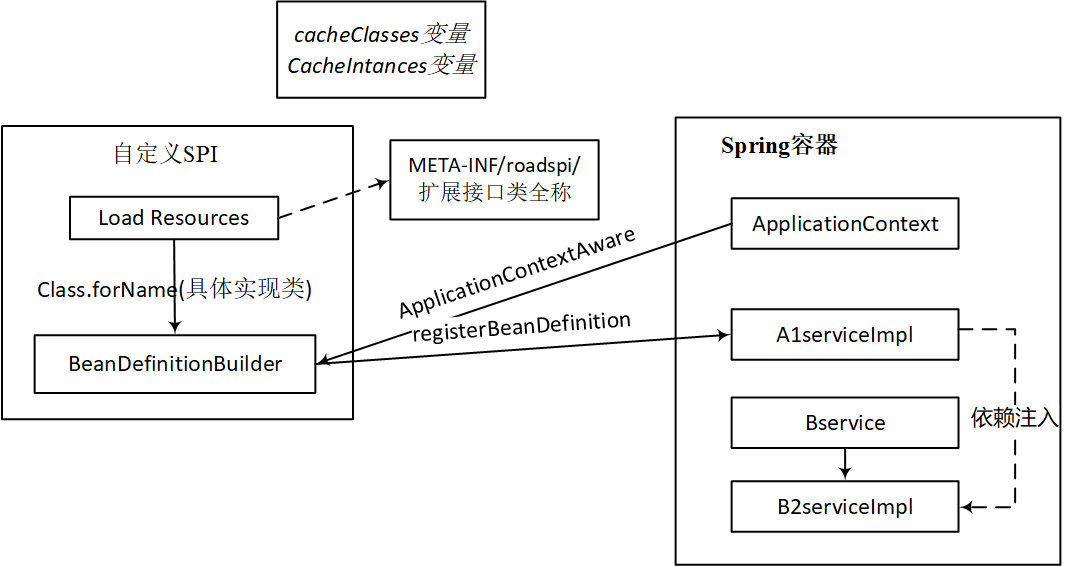 cacheClasses变量
CacheIntances变量
自定义SPI
Load Resources
Class.forName(具体实现类)
BeanDefinitionBuilder
META-INF/roadspi/
扩展接口类全称
ApplicationContextAware
registerBeanDefinition
Spring容器
ApplicationContext
A1serviceImpl
Bservice
依赖注入
B2serviceImpl